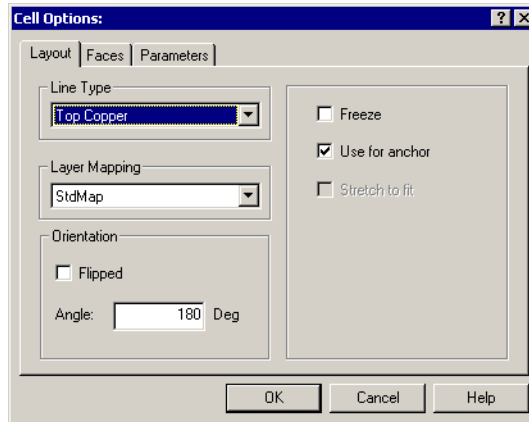 Cell Options:
Layout Faces Parameters
Line Type
Top Copper
Layer Mapping
StdMap
Orientation
Flipped
Angle: 180 Deg
Freeze
Use for anchor
Stretch to fit
OK Cancel Help